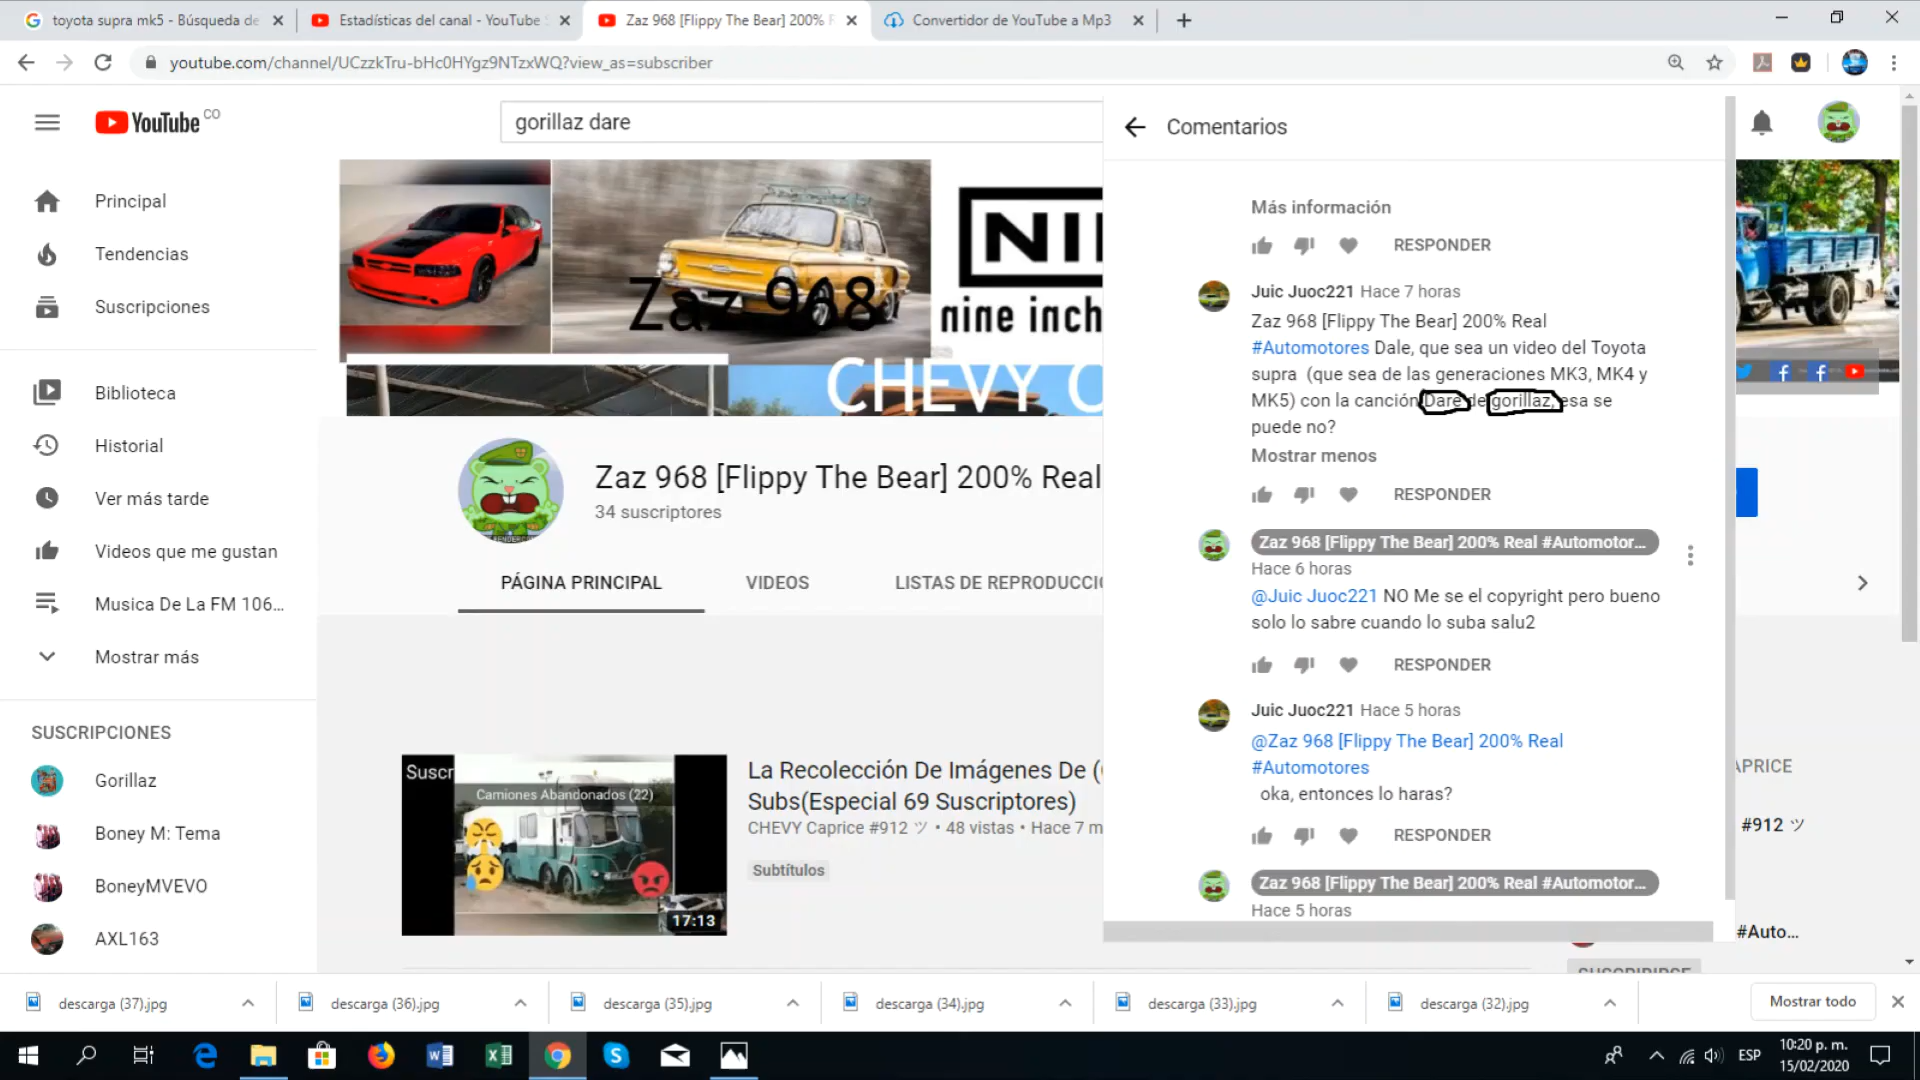 toyota supra mk5 - Búsqueda de
Estadísticas del canal - YouTube S
Zaz 968 [Flippy The Bear] 200% R
Convertidor de YouTube a Mp3
youtube.com/channel/UCzzkTru-bHc0HYgz9NTzxWQ?view_as=subscriber
YouTube CO
gorillaz dare
Principal
Tendencias
Suscripciones
Biblioteca
Historial
Ver más tarde
Videos que me gustan
Musica De La FM 106...
Mostrar más
SUSCRIPCIONES
Gorillaz
Boney M: Tema
BoneyMVEVO
AXL163
Zaz 968
NI
nine inch
CHEVY C
Zaz 968 [Flippy The Bear] 200% Real
34 suscriptores
PÁGINA PRINCIPAL
VIDEOS
LISTAS DE REPRODUCCIÓ
Suscr
Camiones Abandonados (22)
17:13
La Recolección De Imágenes De (
Subs(Especial 69 Suscriptores)
CHEVY Caprice #912 ツ • 48 vistas • Hace 7 m
Subtítulos
Comentarios
Más información
RESPONDER
Juic Juoc221 Hace 7 horas
Zaz 968 [Flippy The Bear] 200% Real
#Automotores Dale, que sea un video del Toyota
supra (que sea de las generaciones MK3, MK4 y
MK5) con la canción Dare de gorillaz, esa se
puede no?
Mostrar menos
RESPONDER
Zaz 968 [Flippy The Bear] 200% Real #Automotor...
Hace 6 horas
@Juic Juoc221 NO Me se el copyright pero bueno
solo lo sabre cuando lo suba salu2
RESPONDER
Juic Juoc221 Hace 5 horas
@Zaz 968 [Flippy The Bear] 200% Real
#Automotores
oka, entonces lo haras?
RESPONDER
Zaz 968 [Flippy The Bear] 200% Real #Automotor...
Hace 5 horas
APRICE
#912 ツ
#Auto...
SUSCRIBIRSE
descarga (37).jpg
descarga (36).jpg
descarga (35).jpg
descarga (34).jpg
descarga (33).jpg
descarga (32).jpg
Mostrar todo
ESP
10:20 p. m.
15/02/2020